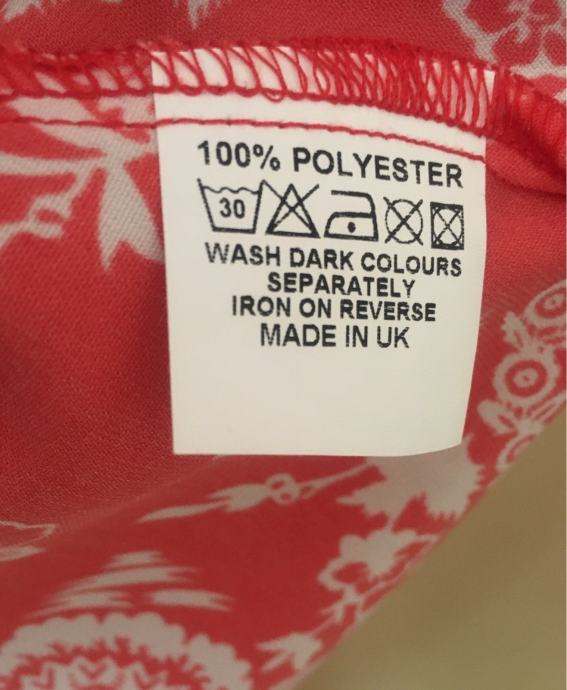 100% POLYESTER
30
WASH DARK COLOURS
SEPARATELY
IRON ON REVERSE
MADE IN UK